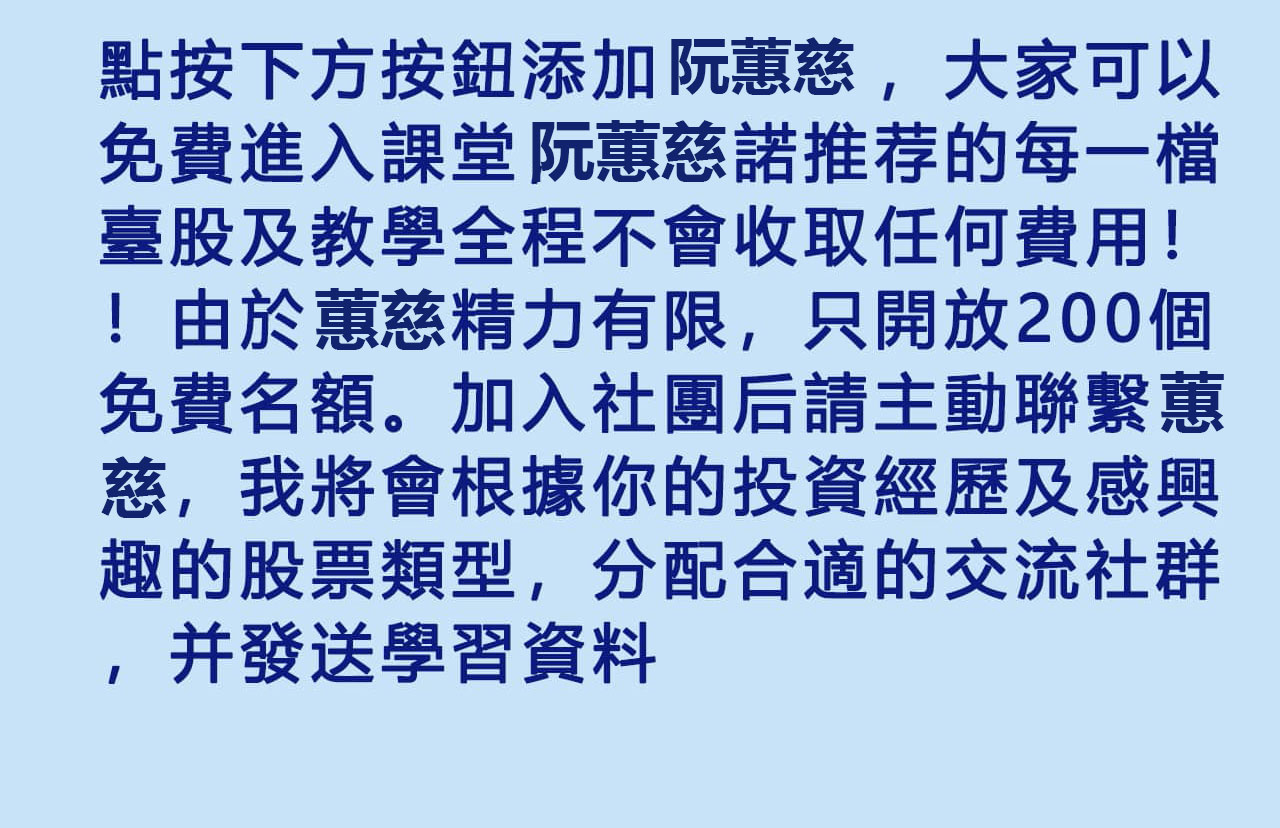 點按下方按鈕添加阮蕙慈，大家可以
免費進入課堂阮蕙慈諾推荐的每一檔
臺股及教學全程不會收取任何費用！
！由於蕙慈精力有限，只開放200個
免費名額。加入社團后請主動聯繫蕙
慈，我將會根據你的投資經歷及感興
趣的股票類型，分配合適的交流社群
，并發送學習資料